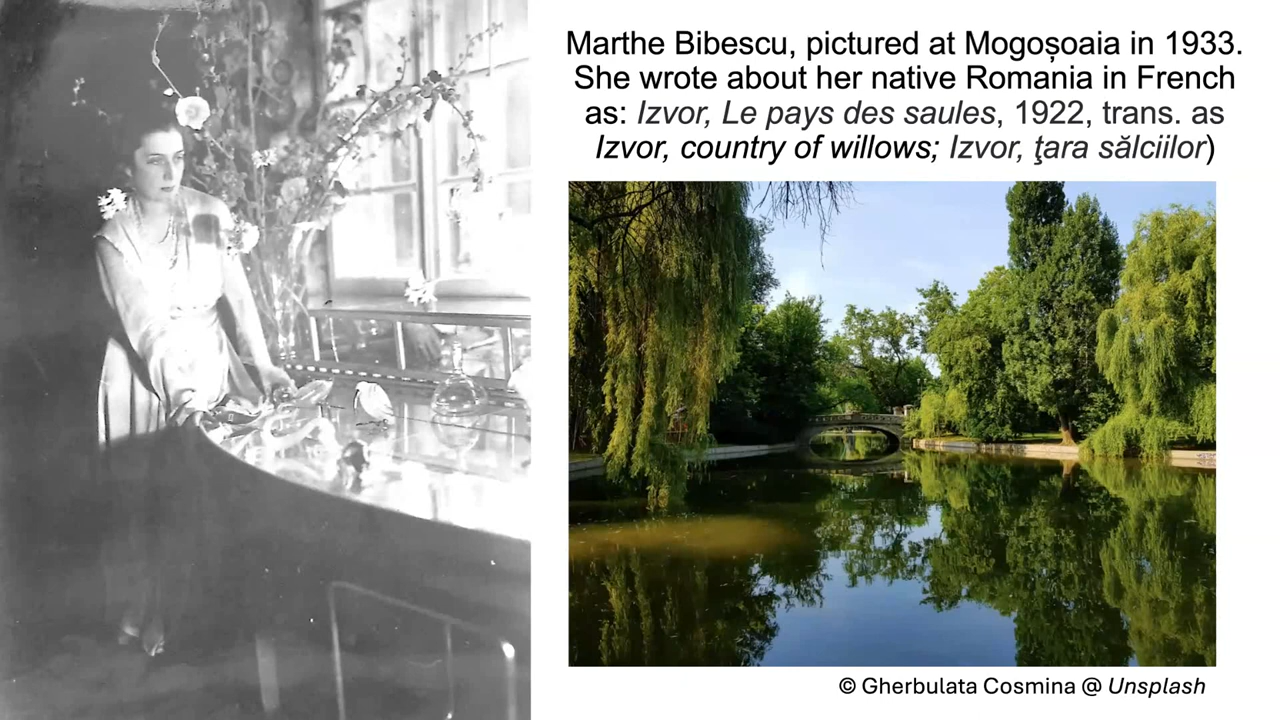 Marthe Bibescu, pictured at Mogoșoaia in 1933.
She wrote about her native Romania in French
as: Izvor, Le pays des saules, 1922, trans. as
Izvor, country of willows; Izvor, ţara sălciilor)
© Gherbulata Cosmina @ Unsplash